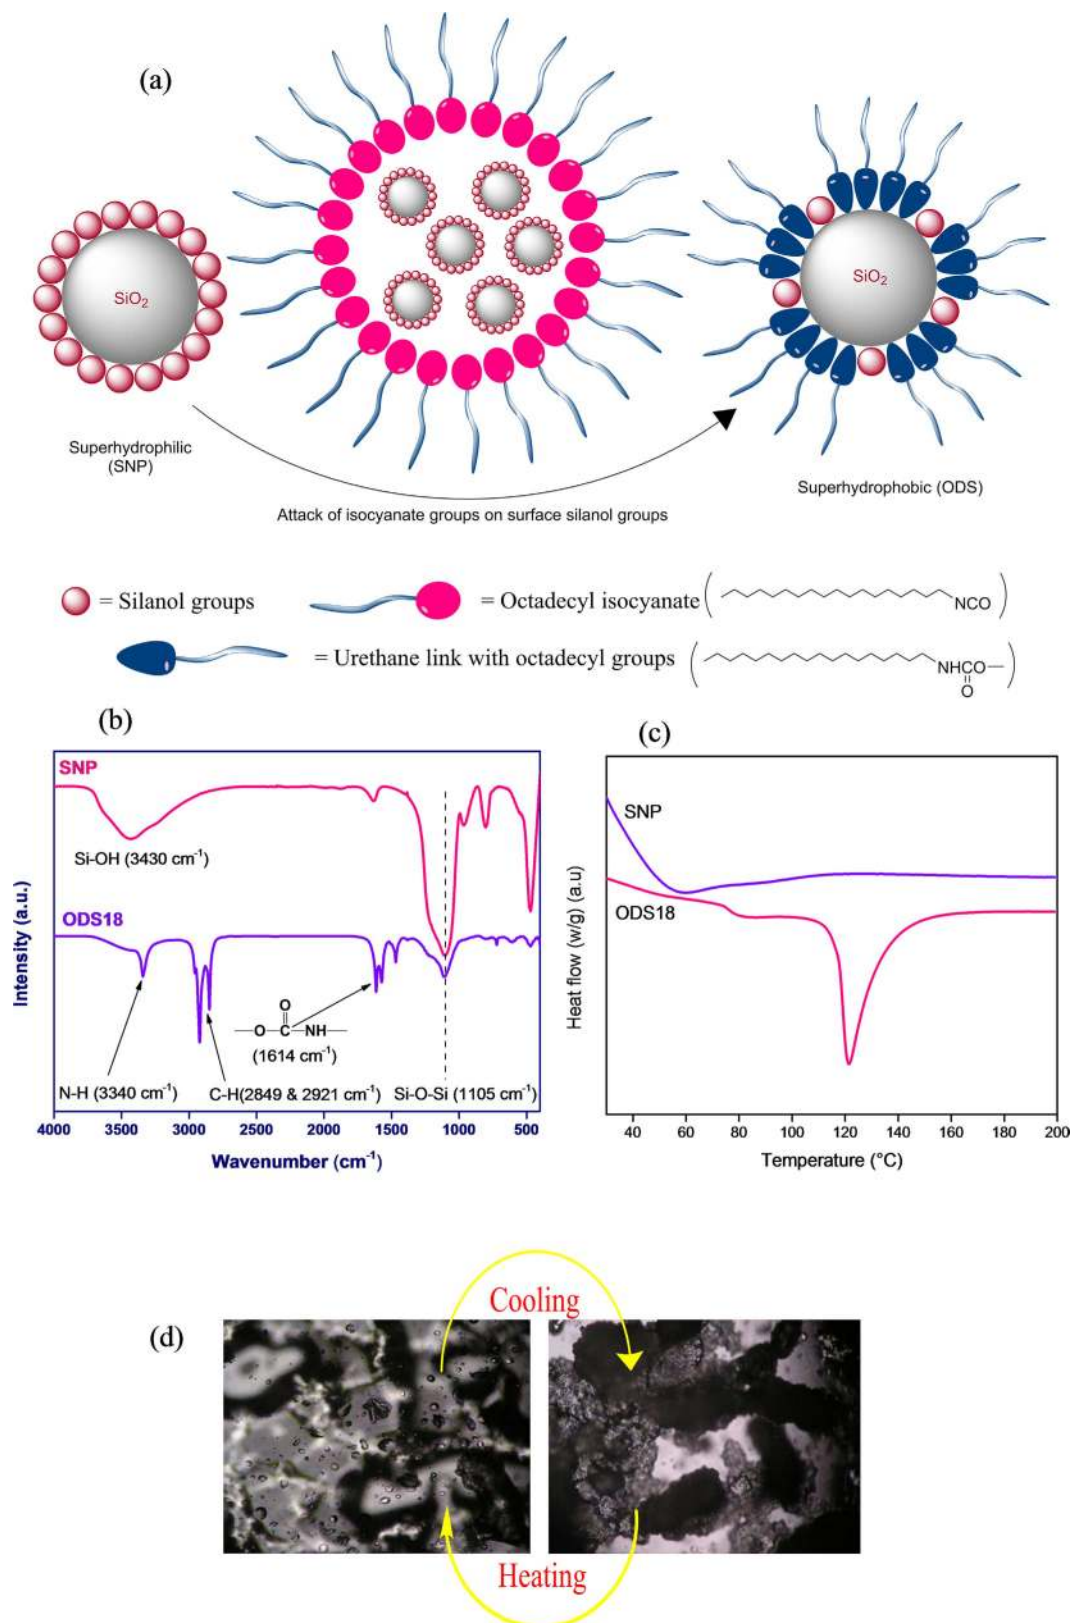 (a)
SiO₂
SiO₂
Superhydrophilic
(SNP)
Superhydrophobic (ODS)
Attack of isocyanate groups on surface silanol groups
= Silanol groups
= Octadecyl isocyanate
NCO
= Urethane link with octadecyl groups
NHCO
O
(b)
SNP
Si-OH (3430 cm⁻¹)
ODS18
O
O C NH
(1614 cm⁻¹)
N-H (3340 cm⁻¹)
C-H(2849 & 2921 cm⁻¹)
Si-O-Si (1105 cm⁻¹)
Intensity (a.u.)
4000 3500 3000 2500 2000 1500 1000 500
Wavenumber (cm⁻¹)
(c)
SNP
ODS18
Heat flow (w/g) (a.u)
40 60 80 100 120 140 160 180 200
Temperature (°C)
(d)
Cooling
Heating